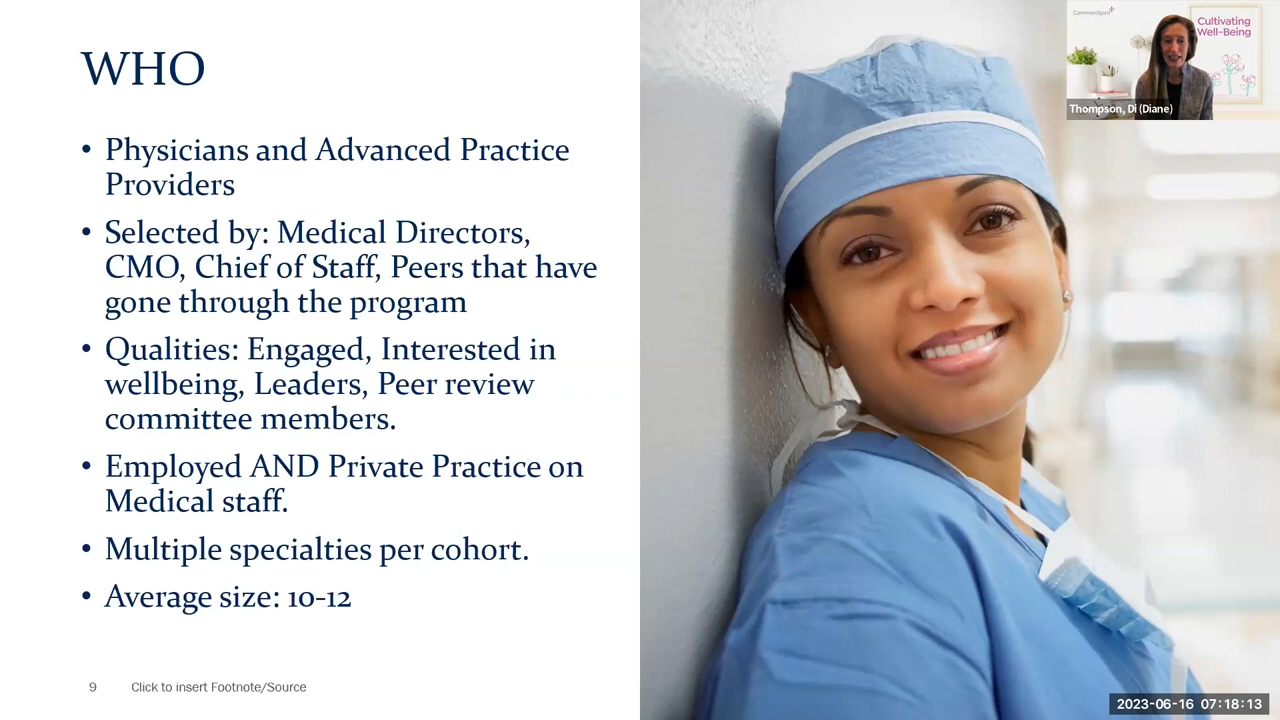 WHO
• Physicians and Advanced Practice
Providers
• Selected by: Medical Directors,
CMO, Chief of Staff, Peers that have
gone through the program
• Qualities: Engaged, Interested in
wellbeing, Leaders, Peer review
committee members.
• Employed AND Private Practice on
Medical staff.
• Multiple specialties per cohort.
• Average size: 10-12
9 Click to insert Footnote/Source
CommonSpirit
Cultivating
Well-Being
Thompson, Di (Diane)
2023-06-16 07:18:13